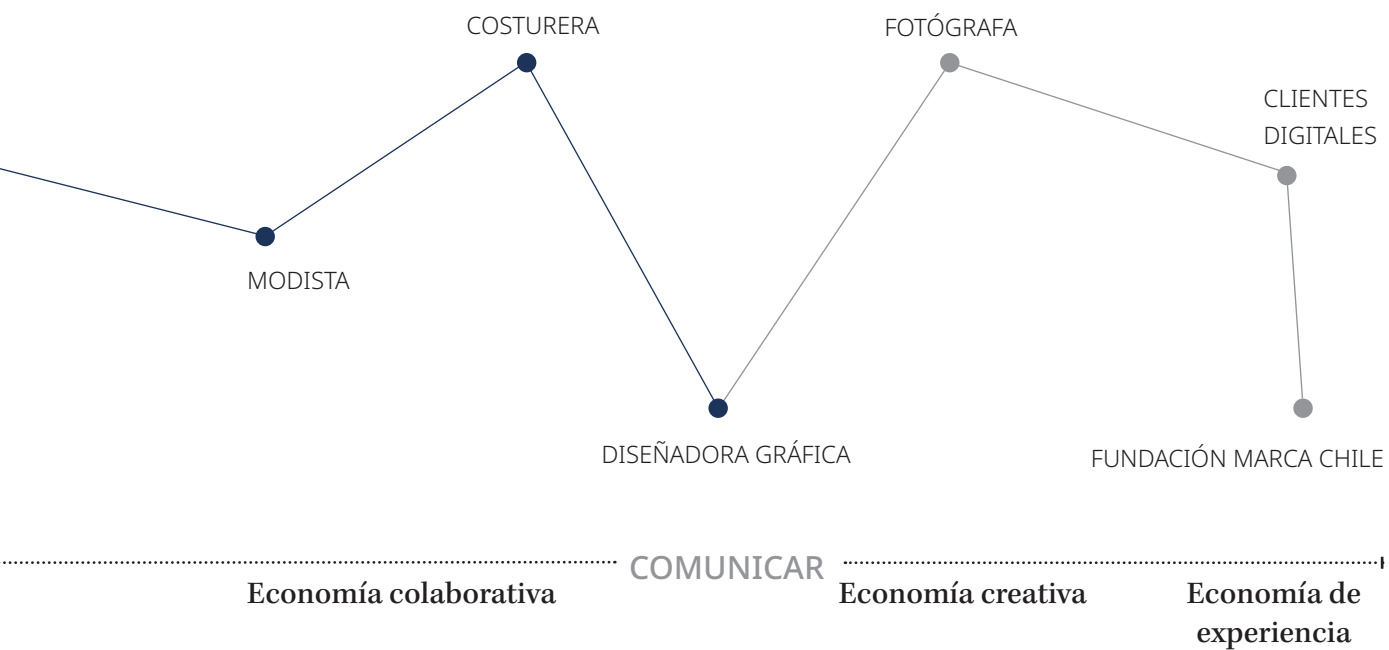 COSTURERA
FOTÓGRAFA
CLIENTES
DIGITALES
MODISTA
DISEÑADORA GRÁFICA
FUNDACIÓN MARCA CHILE
COMUNICAR
Economía colaborativa
Economía creativa
Economía de
experiencia